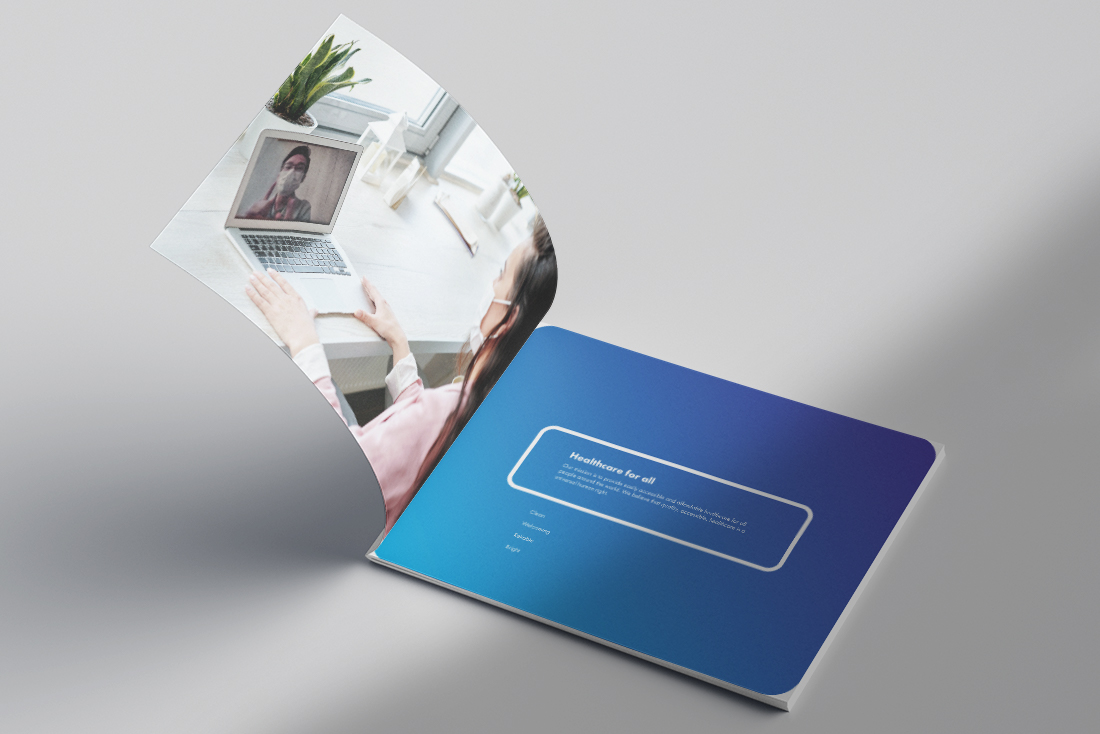 Healthcare for all
Our mission is to provide easily accessible and affordable healthcare for all
people around the world. We believe that quality, accessible, healthcare is a
universal human right.
Clean
Welcoming
Reliable
Bright